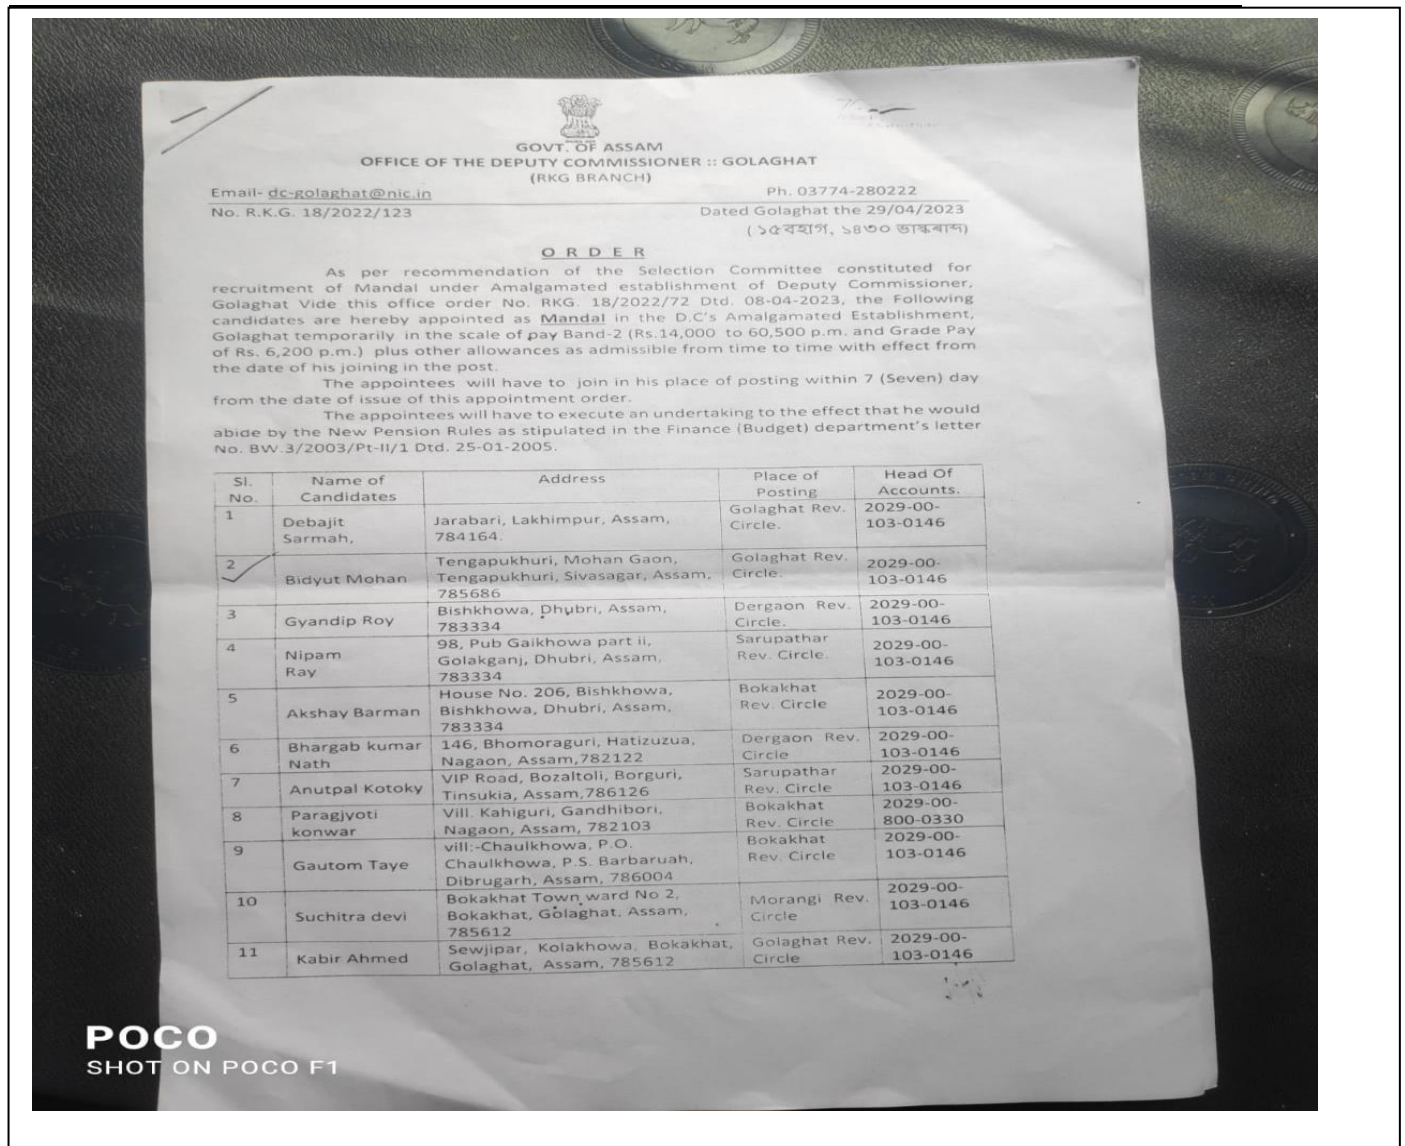 GOVT. OF ASSAM
OFFICE OF THE DEPUTY COMMISSIONER :: GOLAGHAT
(RKG BRANCH)
Email- dc-golaghat@nic.in Ph. 03774-280222
No. R.K.G. 18/2022/123 Dated Golaghat the 29/04/2023
(১৫ বহাগ, ১৪৩০ ভাস্কৰাব্দ)
O R D E R
As per recommendation of the Selection Committee constituted for
recruitment of Mandal under Amalgamated establishment of Deputy Commissioner,
Golaghat Vide this office order No. RKG. 18/2022/72 Dtd. 08-04-2023, the Following
candidates are hereby appointed as Mandal in the D.C's Amalgamated Establishment,
Golaghat temporarily in the scale of pay Band-2 (Rs.14,000 to 60,500 p.m. and Grade Pay
of Rs. 6,200 p.m.) plus other allowances as admissible from time to time with effect from
the date of his joining in the post.
The appointees will have to join in his place of posting within 7 (Seven) day
from the date of issue of this appointment order.
The appointees will have to execute an undertaking to the effect that he would
abide by the New Pension Rules as stipulated in the Finance (Budget) department's letter
No. BW.3/2003/Pt-II/1 Dtd. 25-01-2005.
Sl. Name of Address Place of Head Of
No. Candidates Posting Accounts.
1 Debajit Jarabari, Lakhimpur, Assam, Golaghat Rev. 2029-00-
Sarmah, 784164. Circle. 103-0146
2 Tengapukhuri, Mohan Gaon, Golaghat Rev. 2029-00-
Bidyut Mohan Tengapukhuri, Sivasagar, Assam, Circle. 103-0146
785686
3 Gyandip Roy Bishkhowa, Dhubri, Assam, Dergaon Rev. 2029-00-
783334 Circle. 103-0146
4 Nipam 98, Pub Gaikhowa part ii, Sarupathar 2029-00-
Ray Golakganj, Dhubri, Assam, Rev. Circle. 103-0146
783334
5 House No. 206, Bishkhowa, Bokakhat 2029-00-
Akshay Barman Bishkhowa, Dhubri, Assam, Rev. Circle 103-0146
783334
6 Bhargab kumar 146, Bhomoraguri, Hatizuzua, Dergaon Rev. 2029-00-
Nath Nagaon, Assam,782122 Circle 103-0146
7 Anutpal Kotoky VIP Road, Bozaltoli, Borguri, Sarupathar 2029-00-
Tinsukia, Assam,786126 Rev. Circle 103-0146
8 Paragjyoti Vill. Kahiguri, Gandhibori, Bokakhat 2029-00-
konwar Nagaon, Assam, 782103 Rev. Circle 800-0330
9 vill:-Chaulkhowa, P.O. Bokakhat 2029-00-
Gautom Taye Chaulkhowa, P.S. Barbaruah, Rev. Circle 103-0146
Dibrugarh, Assam, 786004
10 Bokakhat Town ward No 2, Morangi Rev. 2029-00-
Suchitra devi Bokakhat, Golaghat, Assam, Circle 103-0146
785612
11 Kabir Ahmed Sewjipar, Kolakhowa, Bokakhat, Golaghat Rev. 2029-00-
Golaghat, Assam, 785612 Circle 103-0146
POCO
SHOT ON POCO F1